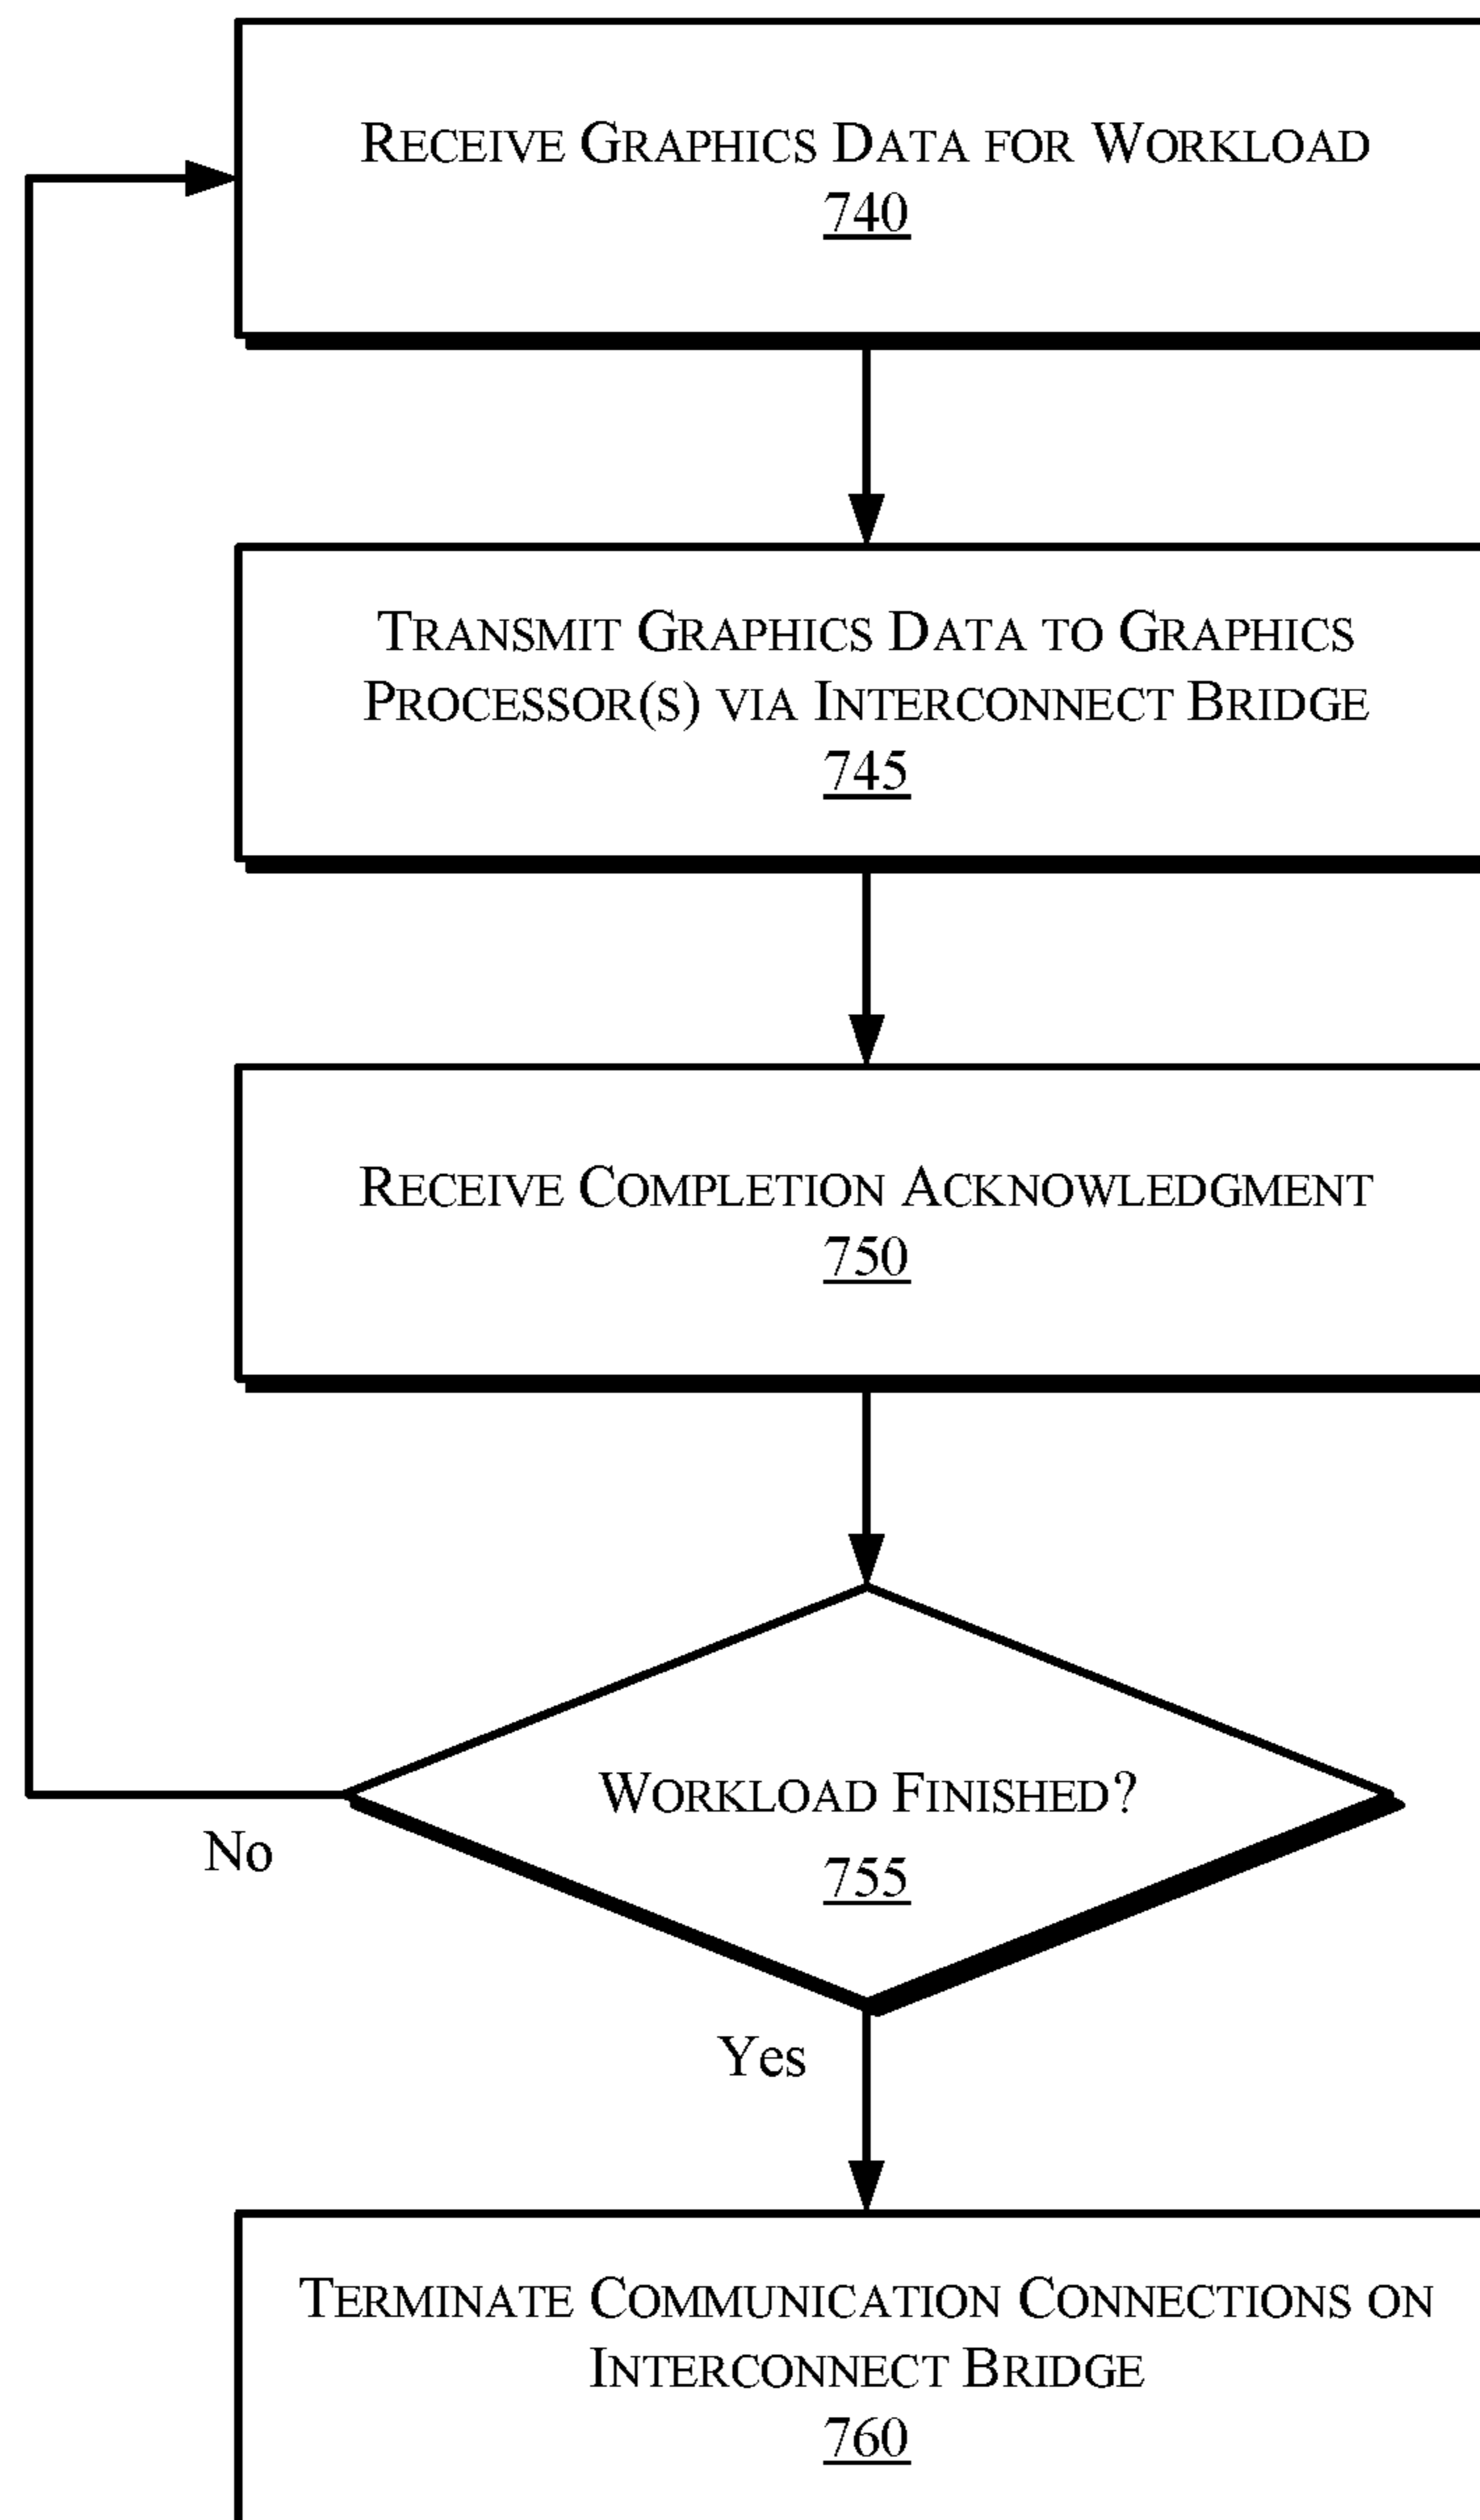 RECEIVE GRAPHICS DATA FOR WORKLOAD
740
TRANSMIT GRAPHICS DATA TO GRAPHICS
PROCESSOR(S) VIA INTERCONNECT BRIDGE
745
RECEIVE COMPLETION ACKNOWLEDGMENT
750
WORKLOAD FINISHED?
755
No
Yes
TERMINATE COMMUNICATION CONNECTIONS ON
INTERCONNECT BRIDGE
760